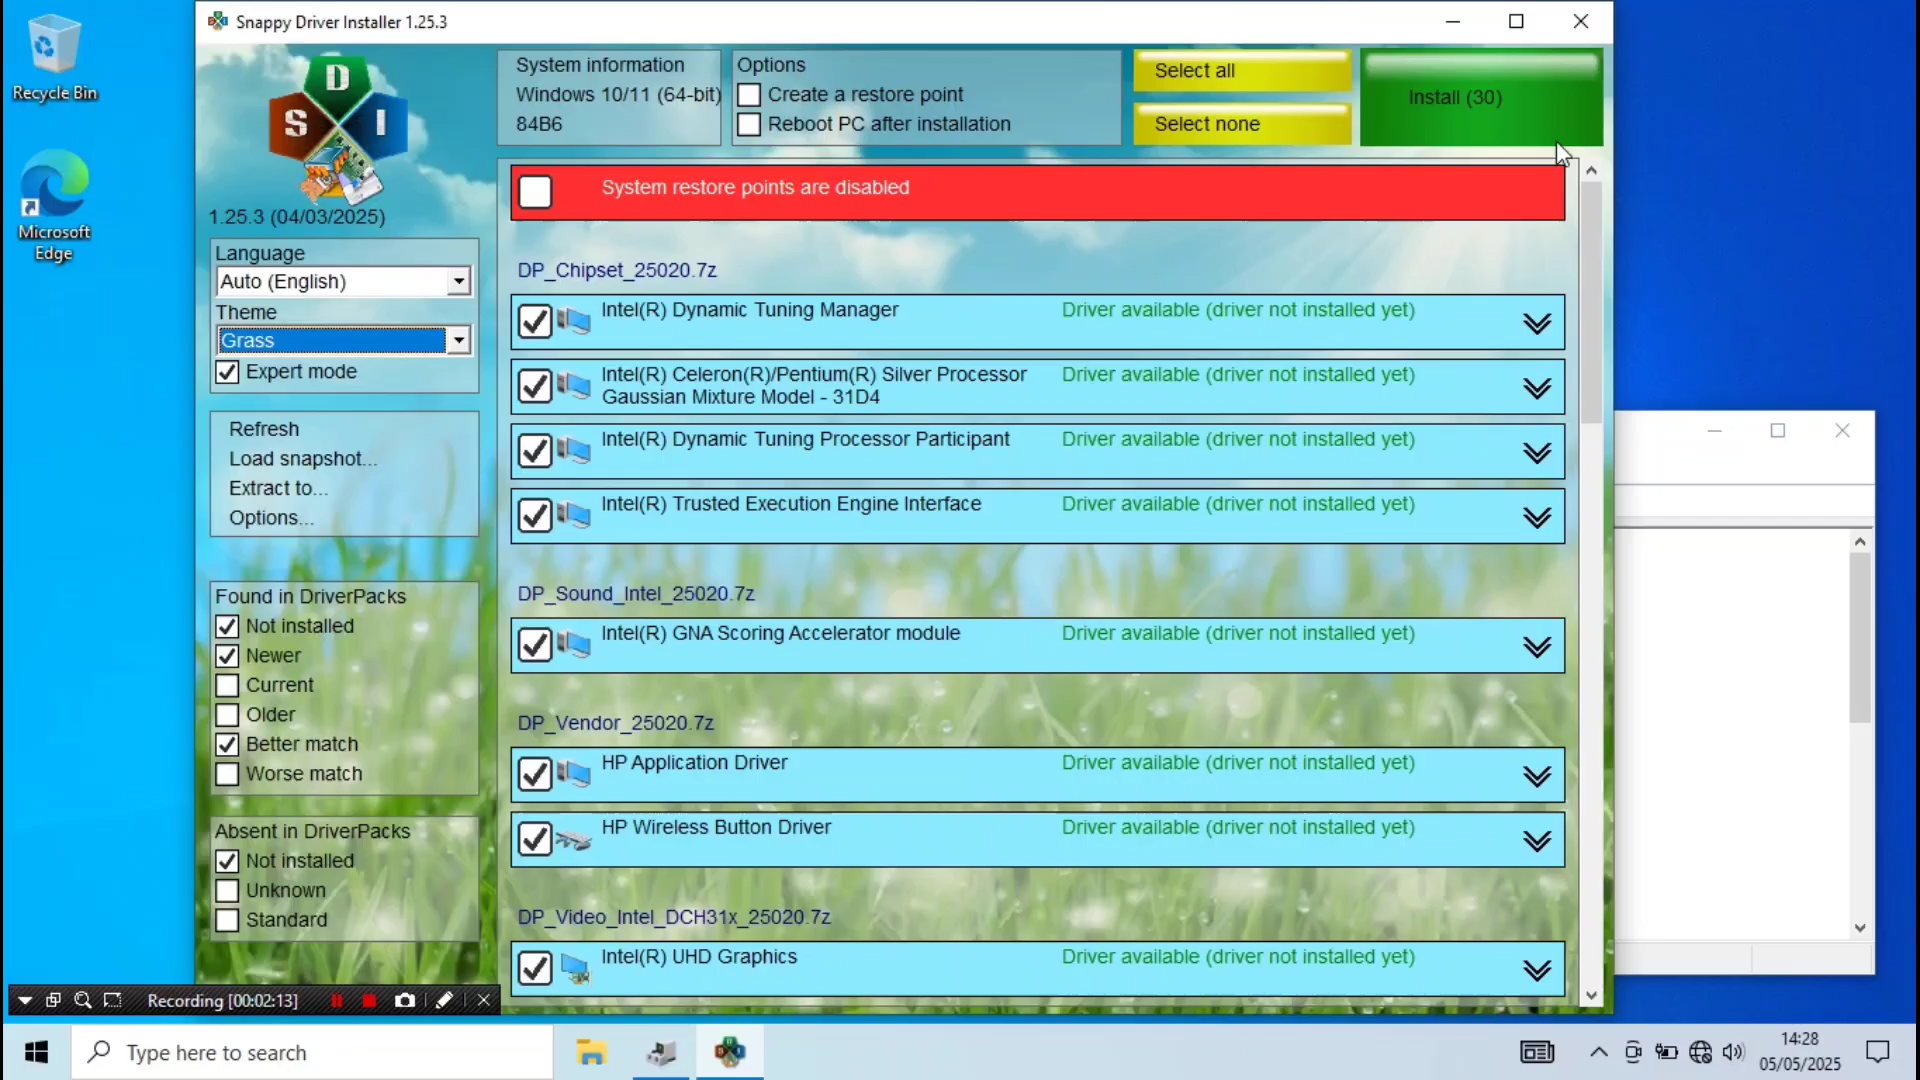 Recycle Bin
Microsoft
Edge
Snappy Driver Installer 1.25.3
D
S I
1.25.3 (04/03/2025)
Language
Auto (English)
Theme
Grass
Expert mode
Refresh
Load snapshot...
Extract to...
Options...
Found in DriverPacks
Not installed
Newer
Current
Older
Better match
Worse match
Absent in DriverPacks
Not installed
Unknown
Standard
System information
Windows 10/11 (64-bit)
84B6
Options
Create a restore point
Reboot PC after installation
Select all
Select none
Install (30)
System restore points are disabled
DP_Chipset_25020.7z
Intel(R) Dynamic Tuning Manager Driver available (driver not installed yet)
Intel(R) Celeron(R)/Pentium(R) Silver Processor Driver available (driver not installed yet)
Gaussian Mixture Model - 31D4
Intel(R) Dynamic Tuning Processor Participant Driver available (driver not installed yet)
Intel(R) Trusted Execution Engine Interface Driver available (driver not installed yet)
DP_Sound_Intel_25020.7z
Intel(R) GNA Scoring Accelerator module Driver available (driver not installed yet)
DP_Vendor_25020.7z
HP Application Driver Driver available (driver not installed yet)
HP Wireless Button Driver Driver available (driver not installed yet)
DP_Video_Intel_DCH31x_25020.7z
Intel(R) UHD Graphics Driver available (driver not installed yet)
Recording [00:02:13]
Type here to search
14:28
05/05/2025